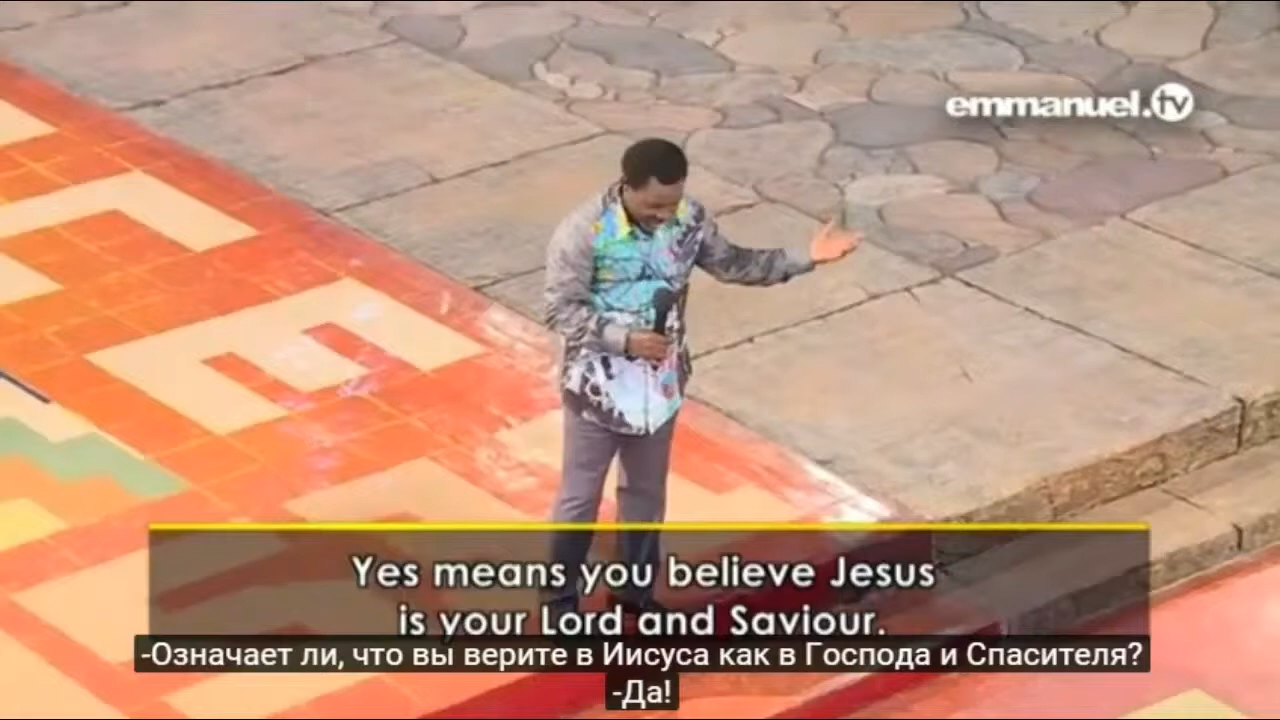 emmanuel.tv
Yes means you believe Jesus
is your Lord and Saviour.
-Означает ли, что вы верите в Иисуса как в Господа и Спасителя?
-Да!